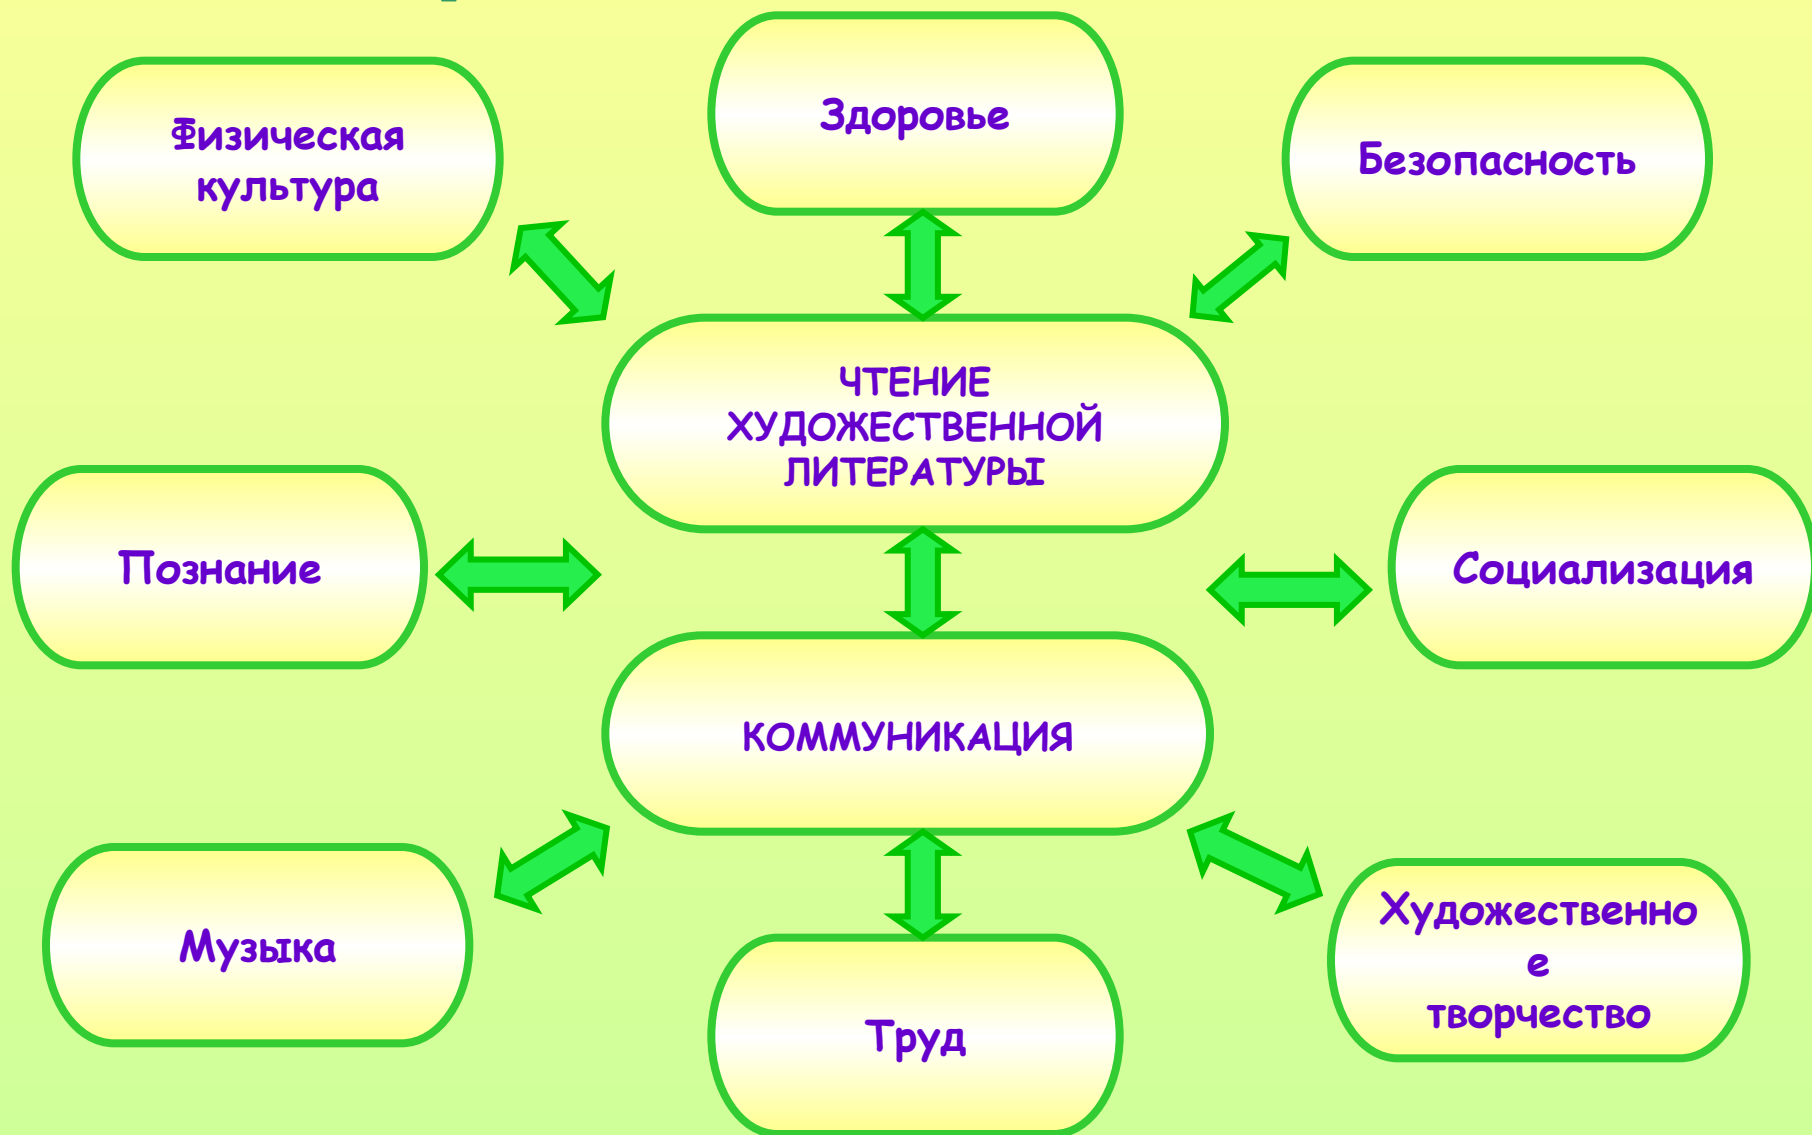 Физическая
культура
Здоровье
Безопасность
ЧТЕНИЕ
ХУДОЖЕСТВЕННОЙ
ЛИТЕРАТУРЫ
Познание
Социализация
КОММУНИКАЦИЯ
Музыка
Труд
Художественно
е
творчество